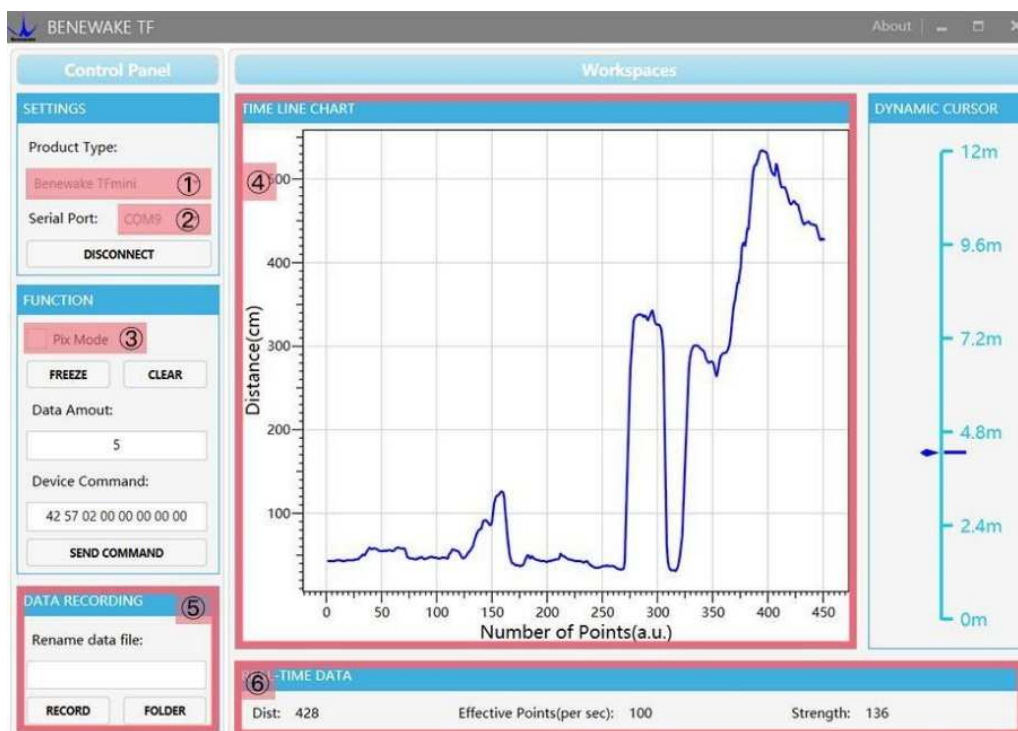 BENEWAKE TF
About
Control Panel
Workspaces
SETTINGS
Product Type:
Benewake TFmini ①
Serial Port: COM9 ②
DISCONNECT
FUNCTION
Pix Mode ③
FREEZE CLEAR
Data Amout:
5
Device Command:
42 57 02 00 00 00 00 00
SEND COMMAND
DATA RECORDING ⑤
Rename data file:
RECORD FOLDER
TIME LINE CHART
④
500
400
300
200
100
Distance(cm)
0 50 100 150 200 250 300 350 400 450
Number of Points(a.u.)
DYNAMIC CURSOR
12m
9.6m
7.2m
4.8m
2.4m
0m
⑥ REAL-TIME DATA
Dist: 428 Effective Points(per sec): 100 Strength: 136